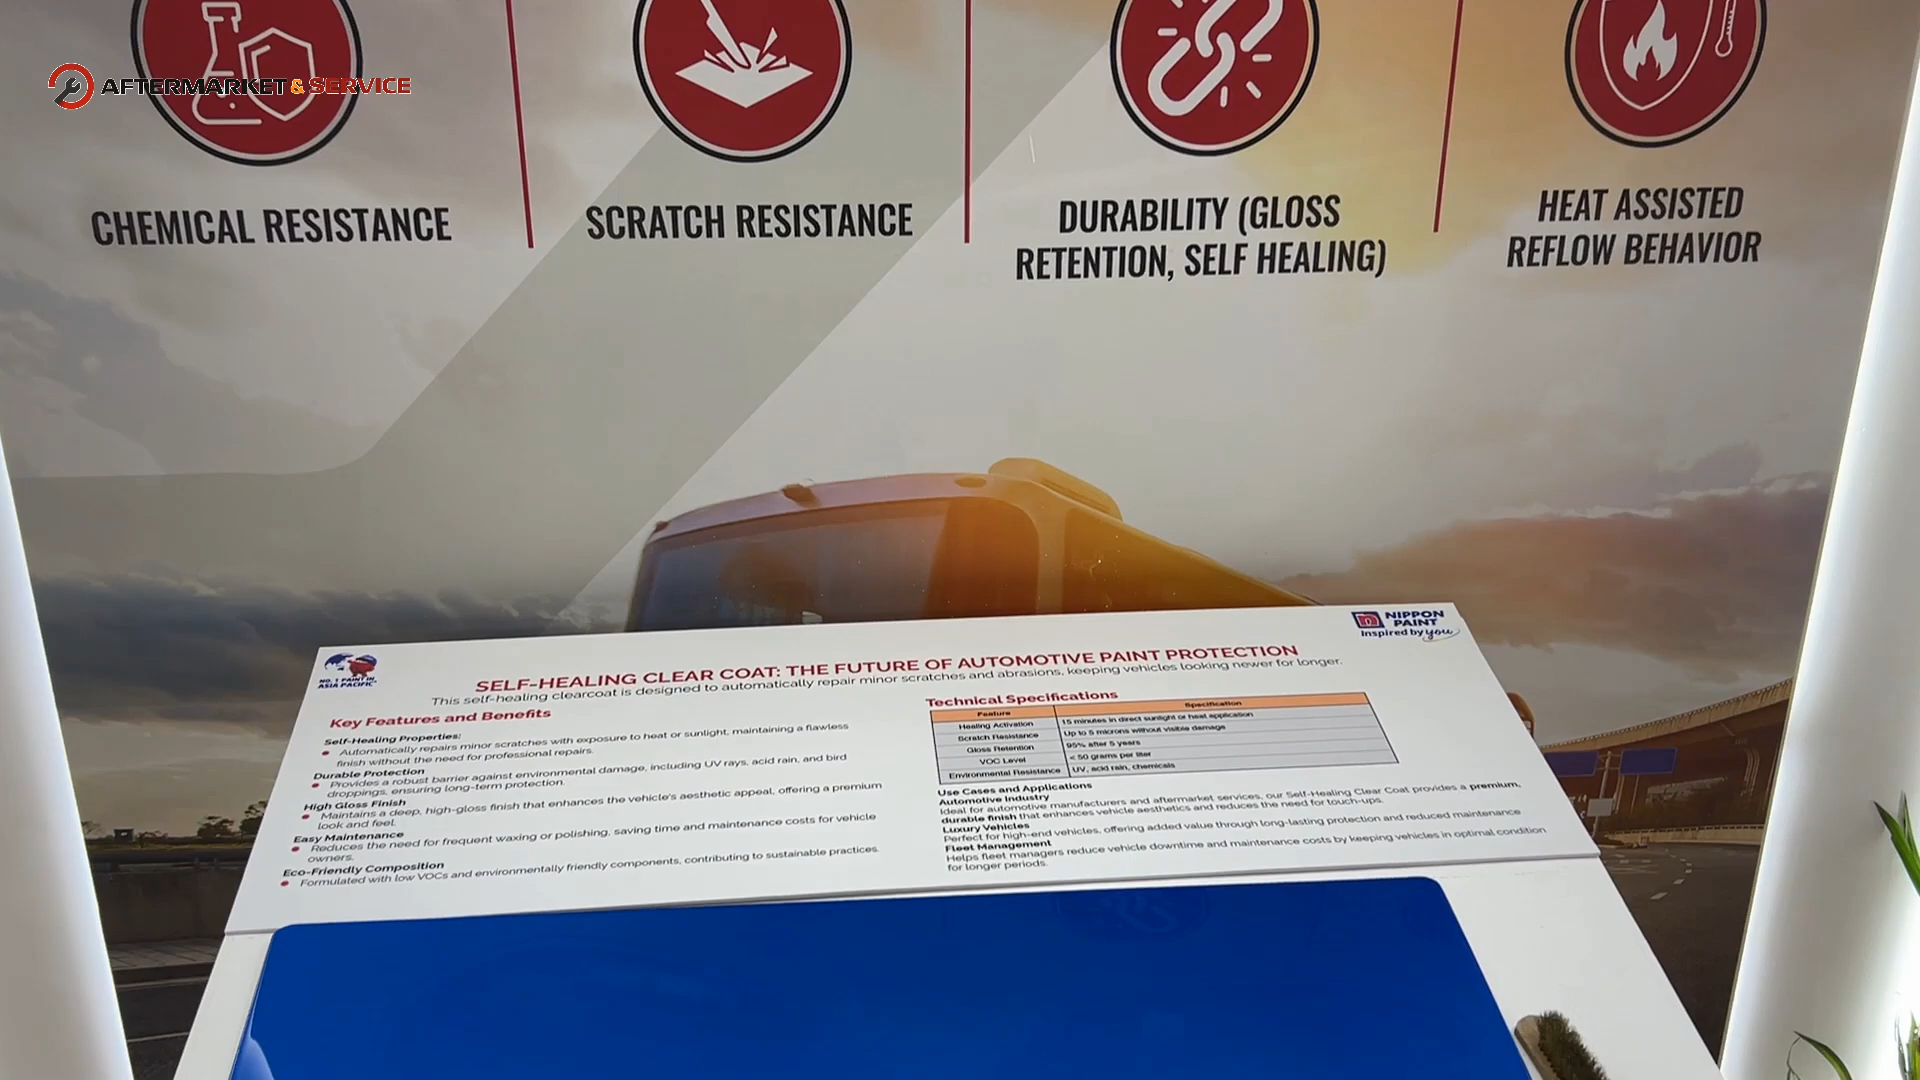 AFTERMARKET & SERVICE
CHEMICAL RESISTANCE
SCRATCH RESISTANCE
DURABILITY (GLOSS
RETENTION, SELF HEALING)
HEAT ASSISTED
REFLOW BEHAVIOR
NO. 1 PAINT IN
ASIA PACIFIC*
NIPPON
PAINT
Inspired by you
SELF-HEALING CLEAR COAT: THE FUTURE OF AUTOMOTIVE PAINT PROTECTION
This self-healing clearcoat is designed to automatically repair minor scratches and abrasions, keeping vehicles looking newer for longer.
Key Features and Benefits
Self-Healing Properties:
• Automatically repairs minor scratches with exposure to heat or sunlight, maintaining a flawless
finish without the need for professional repairs.
Durable Protection
• Provides a robust barrier against environmental damage, including UV rays, acid rain, and bird
droppings, ensuring long-term protection.
High Gloss Finish
• Maintains a deep, high-gloss finish that enhances the vehicle's aesthetic appeal, offering a premium
look and feel.
Easy Maintenance
• Reduces the need for frequent waxing or polishing, saving time and maintenance costs for vehicle
owners.
Eco-Friendly Composition
• Formulated with low VOCs and environmentally friendly components, contributing to sustainable practices.
Technical Specifications
Feature Specification
Healing Activation 15 minutes in direct sunlight or heat application
Scratch Resistance Up to 5 microns without visible damage
Gloss Retention 95% after 5 years
VOC Level < 50 grams per liter
Environmental Resistance UV, acid rain, chemicals
Use Cases and Applications
Automotive Industry
Ideal for automotive manufacturers and aftermarket services, our Self-Healing Clear Coat provides a premium,
durable finish that enhances vehicle aesthetics and reduces the need for touch-ups.
Luxury Vehicles
Perfect for high-end vehicles, offering added value through long-lasting protection and reduced maintenance
Fleet Management
Helps fleet managers reduce vehicle downtime and maintenance costs by keeping vehicles in optimal condition
for longer periods.